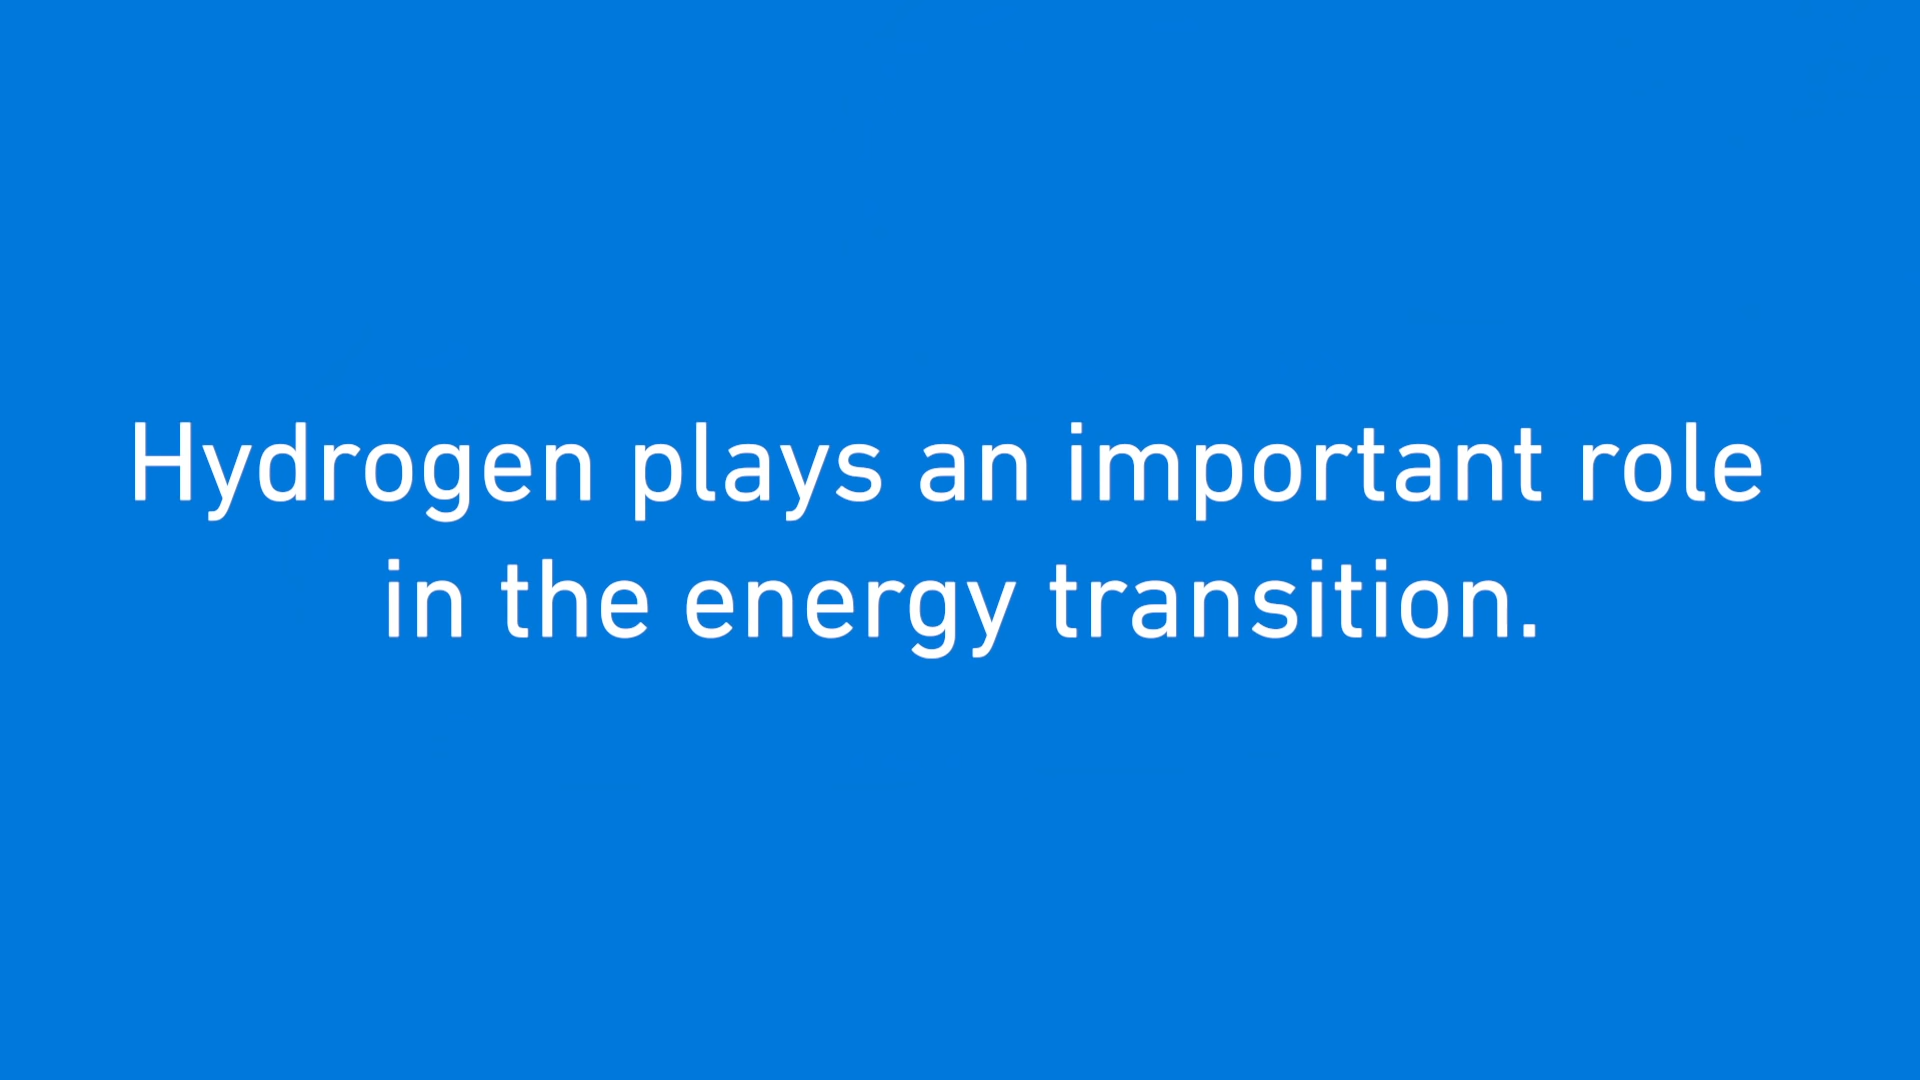 Hydrogen plays an important role
in the energy transition.